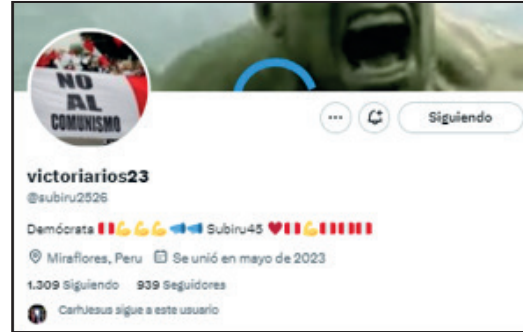 NO
AL
COMUNISMO
Siguiendo
victoriarios23
@subiru2526
Demócrata 🇵🇪💪💪💪📣📣 Subiru45 ❤️🇵🇪💪🇵🇪🇵🇪🇵🇪
Miraflores, Peru Se unió en mayo de 2023
1.309 Siguiendo 939 Seguidores
CarhJesus sigue a este usuario